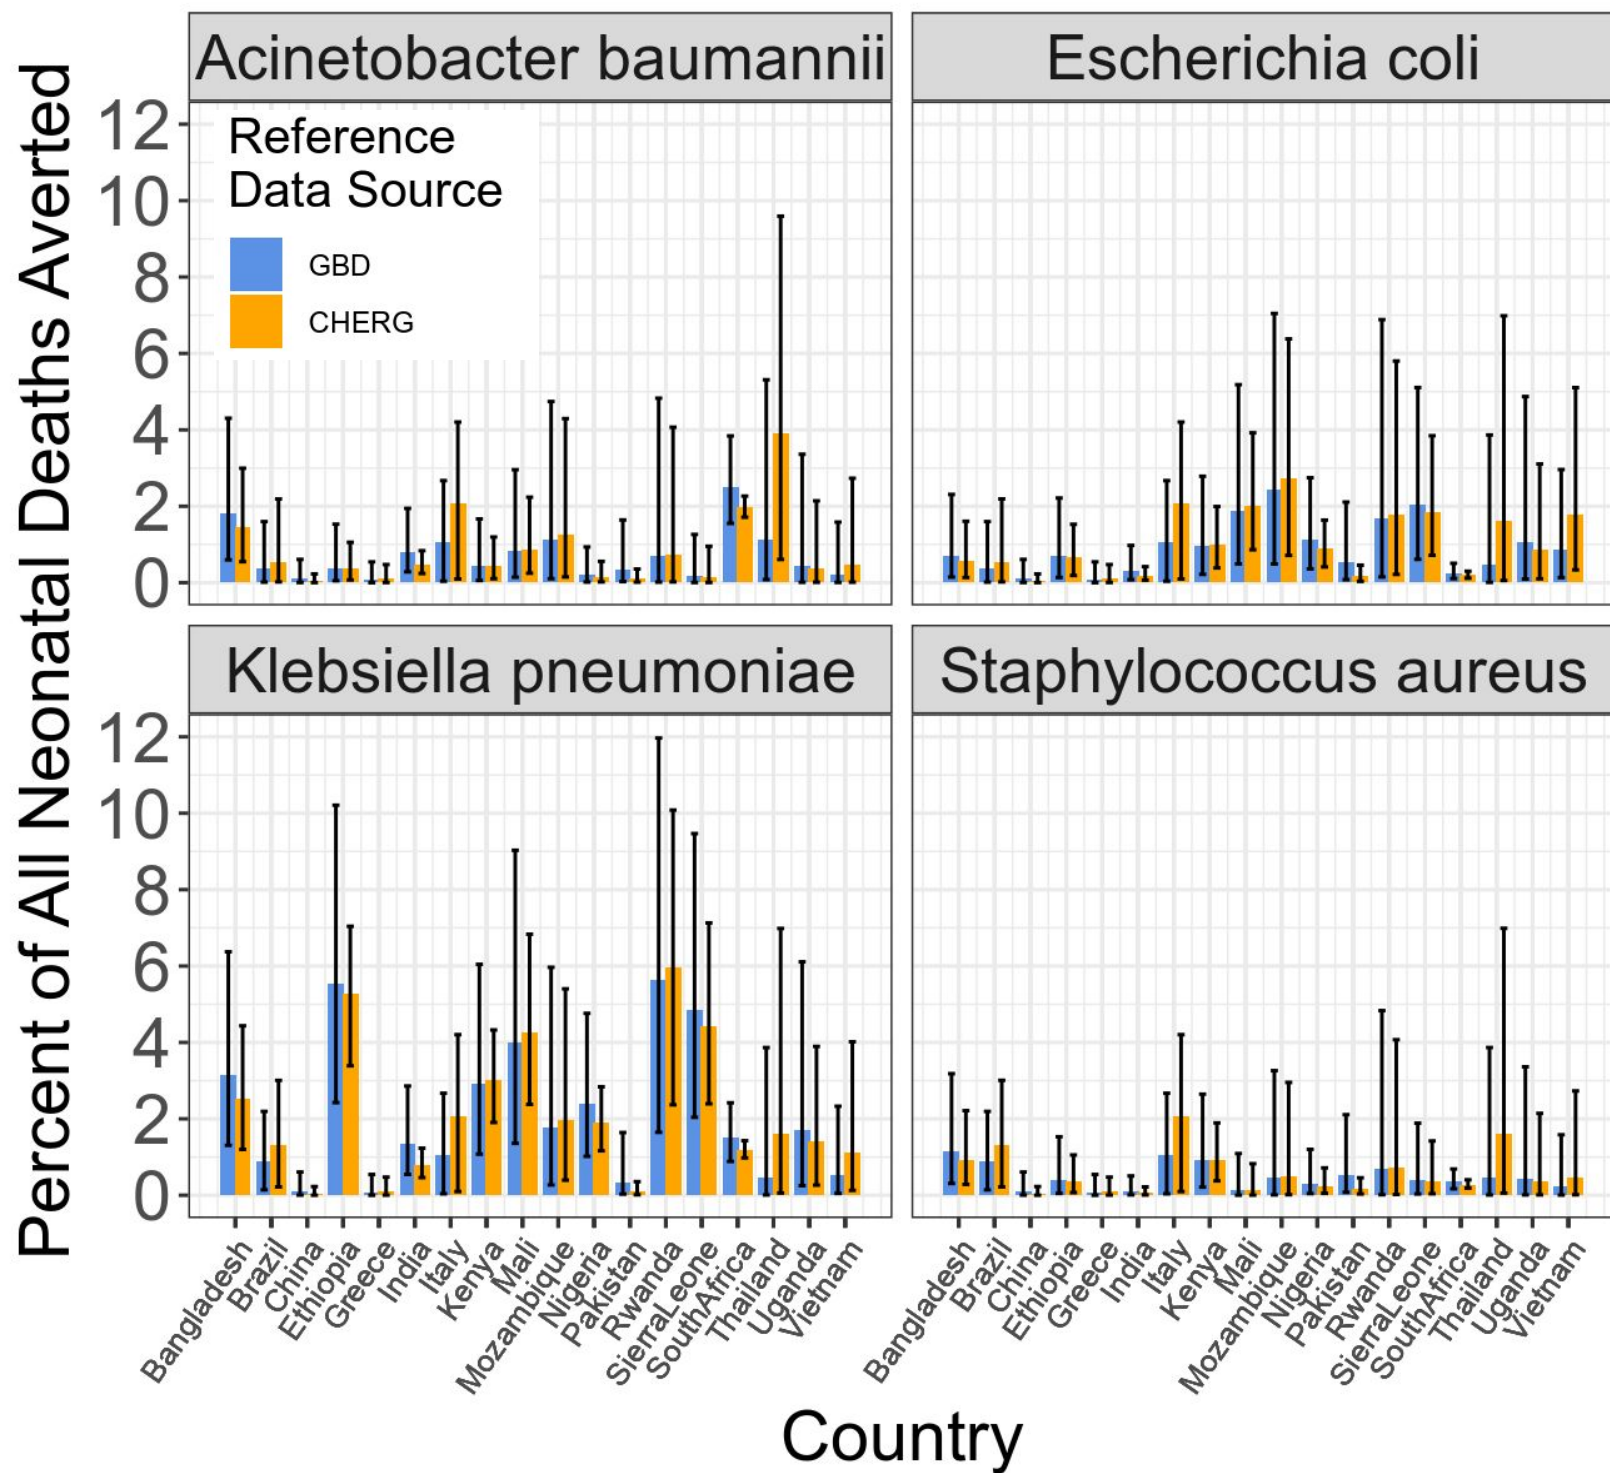 Acinetobacter baumannii
Escherichia coli
Percent of All Neonatal Deaths Averted
12
10
8
6
4
2
0
Reference
Data Source
GBD
CHERG
Klebsiella pneumoniae
Staphylococcus aureus
12
10
8
6
4
2
0
Bangladesh
Brazil
China
Ethiopia
Greece
India
Italy
Kenya
Mali
Mozambique
Nigeria
Pakistan
Rwanda
SierraLeone
SouthAfrica
Thailand
Uganda
Vietnam
Bangladesh
Brazil
China
Ethiopia
Greece
India
Italy
Kenya
Mali
Mozambique
Nigeria
Pakistan
Rwanda
SierraLeone
SouthAfrica
Thailand
Uganda
Vietnam
Country